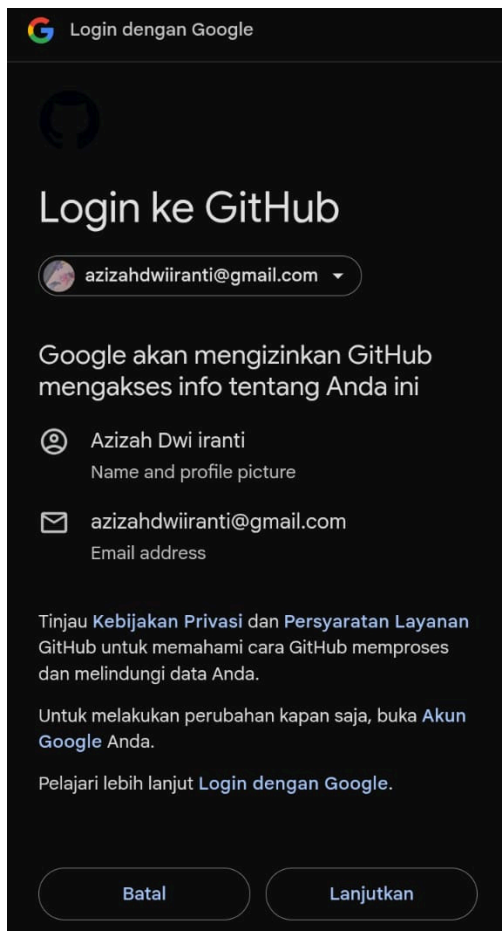 Login dengan Google
Login ke GitHub
azizahdwiiranti@gmail.com
Google akan mengizinkan GitHub
mengakses info tentang Anda ini
Azizah Dwi iranti
Name and profile picture
azizahdwiiranti@gmail.com
Email address
Tinjau Kebijakan Privasi dan Persyaratan Layanan
GitHub untuk memahami cara GitHub memproses
dan melindungi data Anda.
Untuk melakukan perubahan kapan saja, buka Akun
Google Anda.
Pelajari lebih lanjut Login dengan Google.
Batal
Lanjutkan